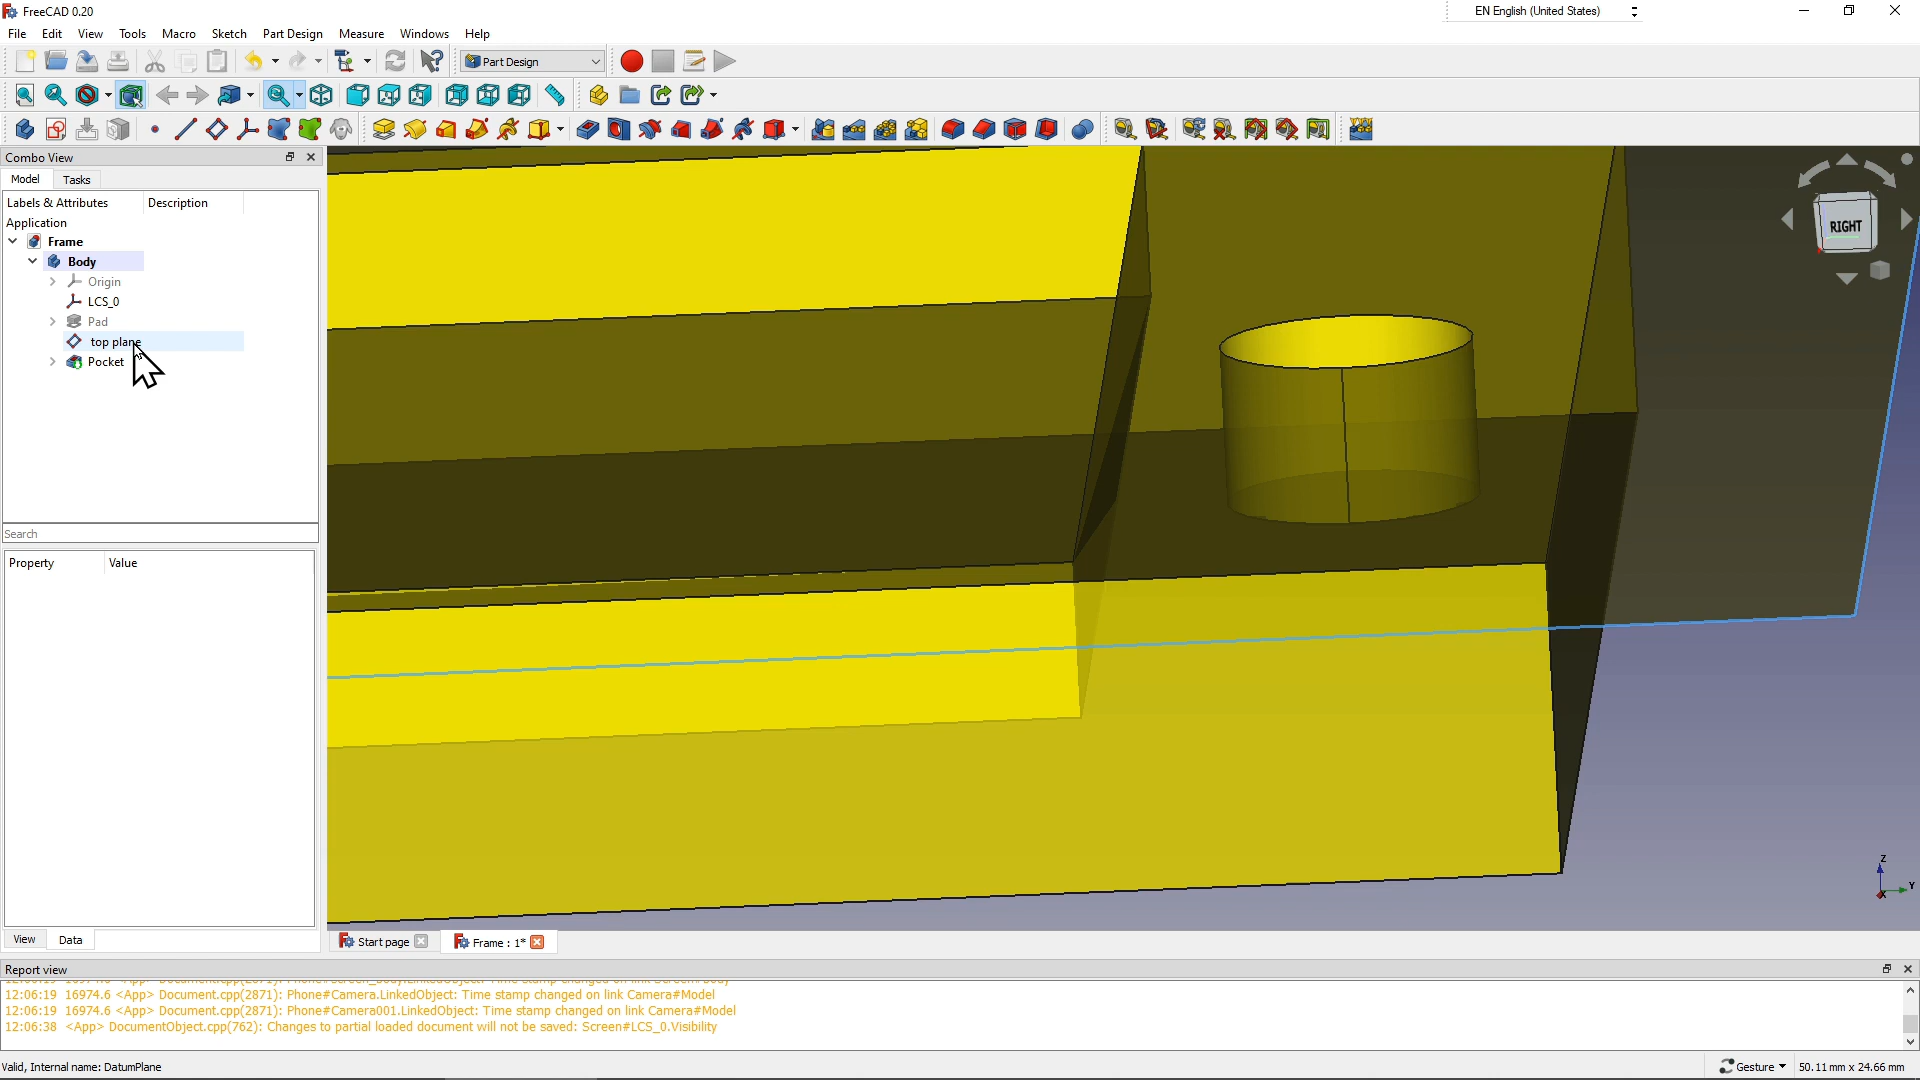 FreeCAD 0.20
EN English (United States)
File Edit View Tools Macro Sketch Part Design Measure Windows Help
Part Design
Combo View
Model Tasks
Labels & Attributes Description
Application
Frame
Body
Origin
LCS_0
Pad
top plane
Pocket
Search
Property Value
View Data
RIGHT
Z
Y
X
Start page
Frame : 1*
Report view
12:06:19 16974.6 <App> Document.cpp(2871): Phone#Camera.LinkedObject: Time stamp changed on link Camera#Model
12:06:19 16974.6 <App> Document.cpp(2871): Phone#Camera001.LinkedObject: Time stamp changed on link Camera#Model
12:06:38 <App> DocumentObject.cpp(762): Changes to partial loaded document will not be saved: Screen#LCS_0.Visibility
Valid, Internal name: DatumPlane
Gesture
50.11 mm x 24.66 mm